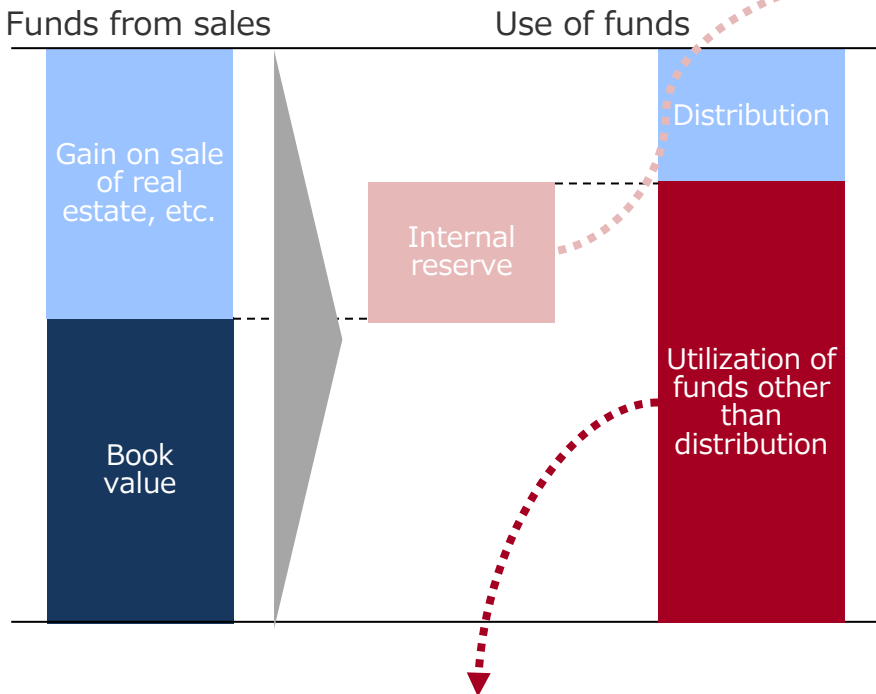 Funds from sales
Use of funds
Gain on sale
of real
estate, etc.
Book
value
Internal
reserve
Distribution
Utilization of
funds other
than
distribution